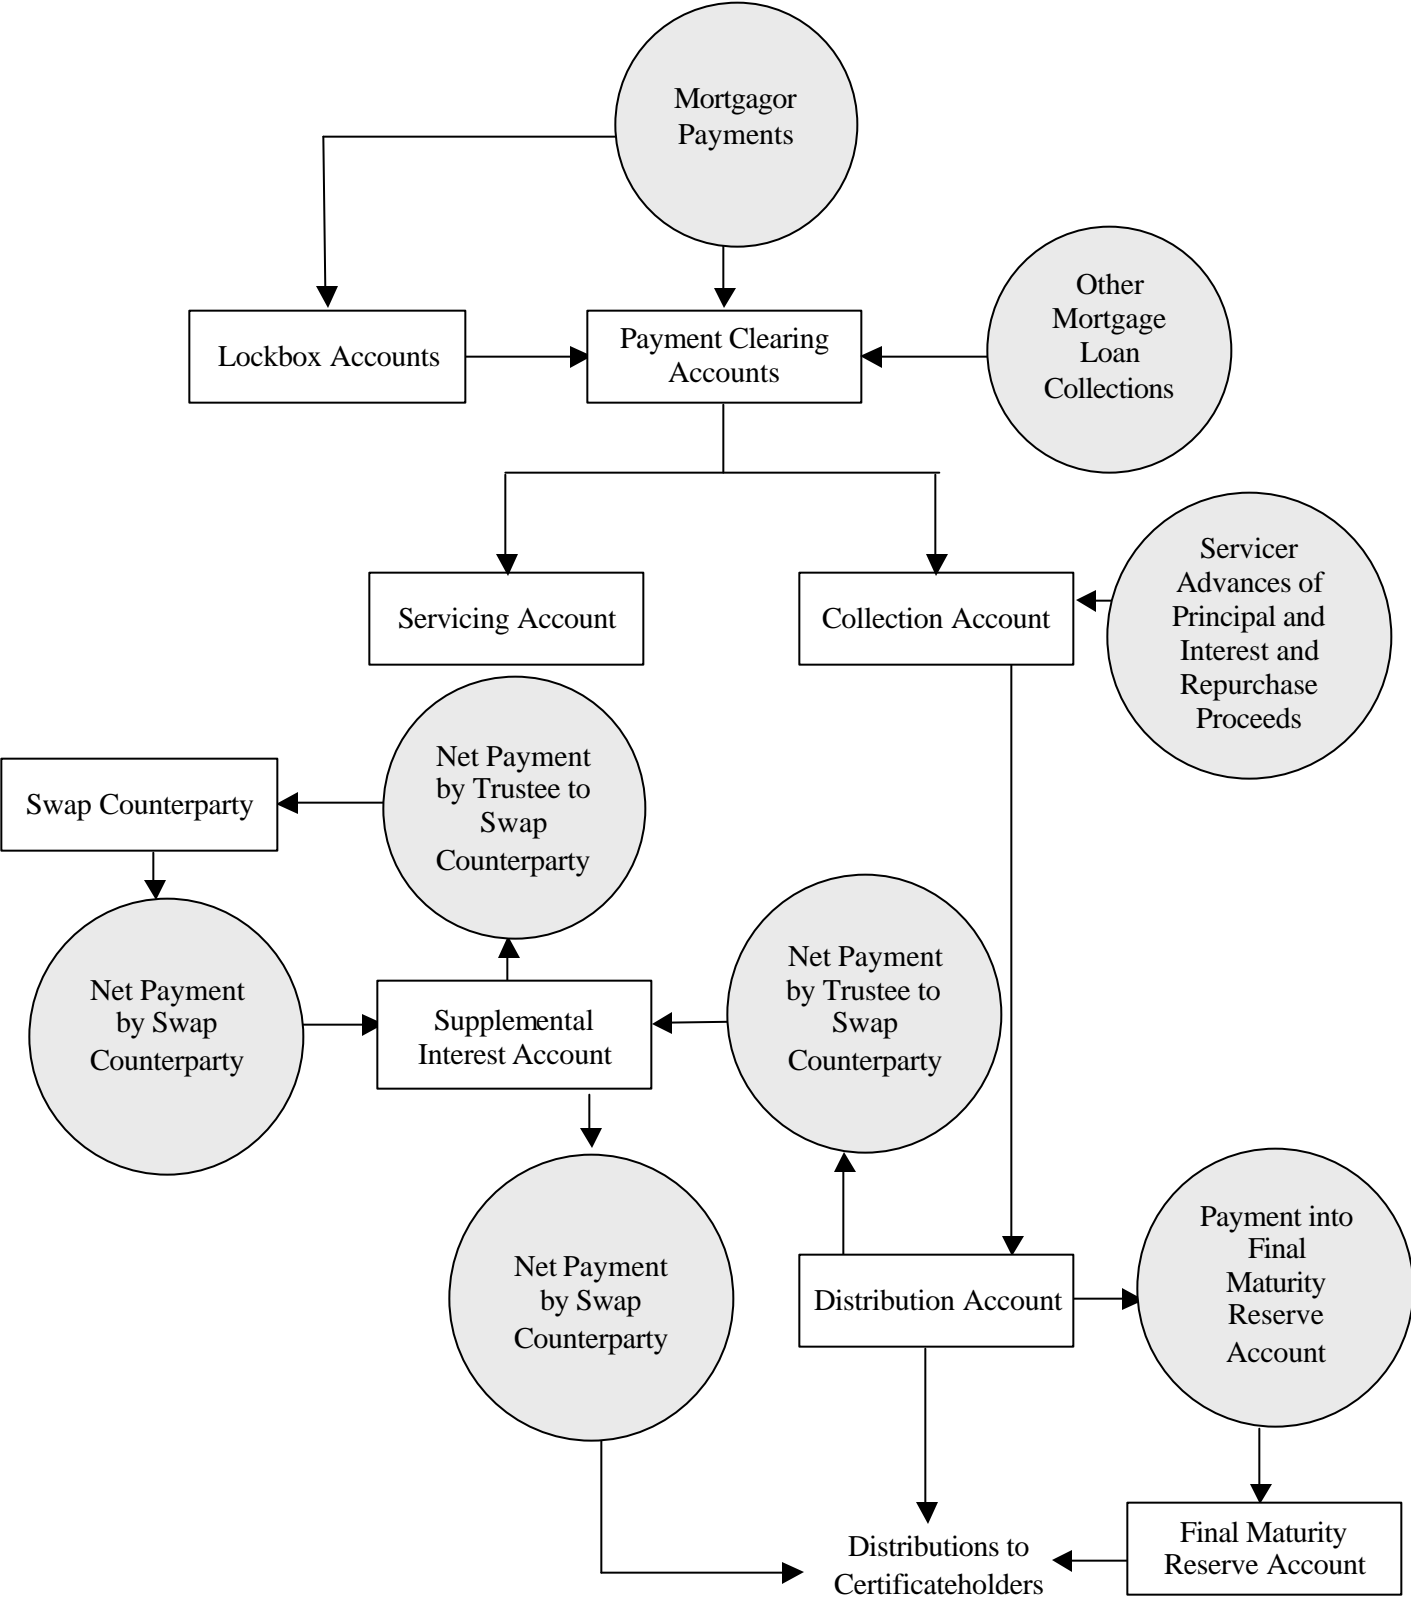 Mortgagor
Payments
Other
Mortgage
Loan
Collections
Lockbox Accounts
Payment Clearing
Accounts
Servicer
Advances of
Principal and
Interest and
Repurchase
Proceeds
Servicing Account
Collection Account
Net Payment
by Trustee to
Swap
Counterparty
Swap Counterparty
Net Payment
by Swap
Counterparty
Supplemental
Interest Account
Net Payment
by Trustee to
Swap
Counterparty
Net Payment
by Swap
Counterparty
Distribution Account
Payment into
Final
Maturity
Reserve
Account
Distributions to
Certificateholders
Final Maturity
Reserve Account